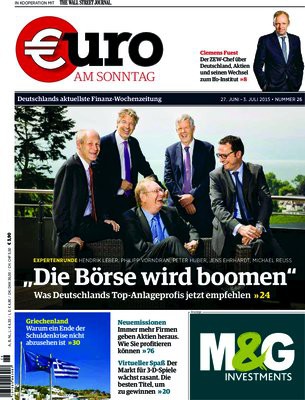 IN KOOPERATION MIT THE WALL STREET JOURNAL.
€uro
AM SONNTAG
Clemens Fuest
Der ZEW-Chef über
Deutschland, Aktien
und seinen Wechsel
zum Ifo-Institut »8
Deutschlands aktuellste Finanz-Wochenzeitung
27. JUNI - 3. JULI 2015 • NUMMER 26
EXPERTENRUNDE HENDRIK LEBER, PHILIPP VORNDRAN, PETER HUBER, JENS EHRHARDT, MICHAEL REUSS
„Die Börse wird boomen“
Was Deutschlands Top-Anlageprofis jetzt empfehlen »24
Griechenland
Warum ein Ende der
Schuldenkrise nicht
abzusehen ist »30
Neuemissionen
Immer mehr Firmen
geben Aktien heraus.
Wie Sie profitieren
können »76
Virtueller Spaß Der
Markt für 3-D-Spiele
wächst rasant. Die
besten Titel, um
zu gewinnen »20
M&G
INVESTMENTS
€ 3,90